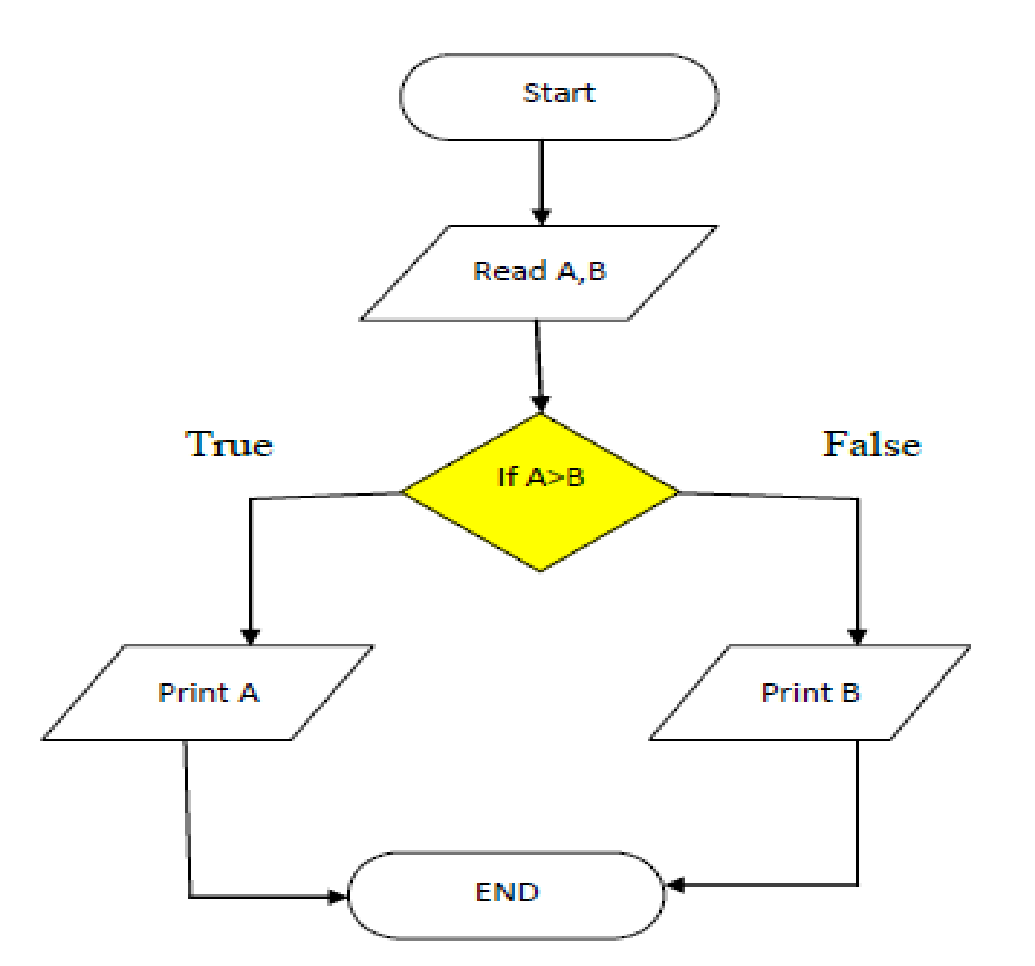 Start
Read A,B
True
False
If A>B
Print A
Print B
END